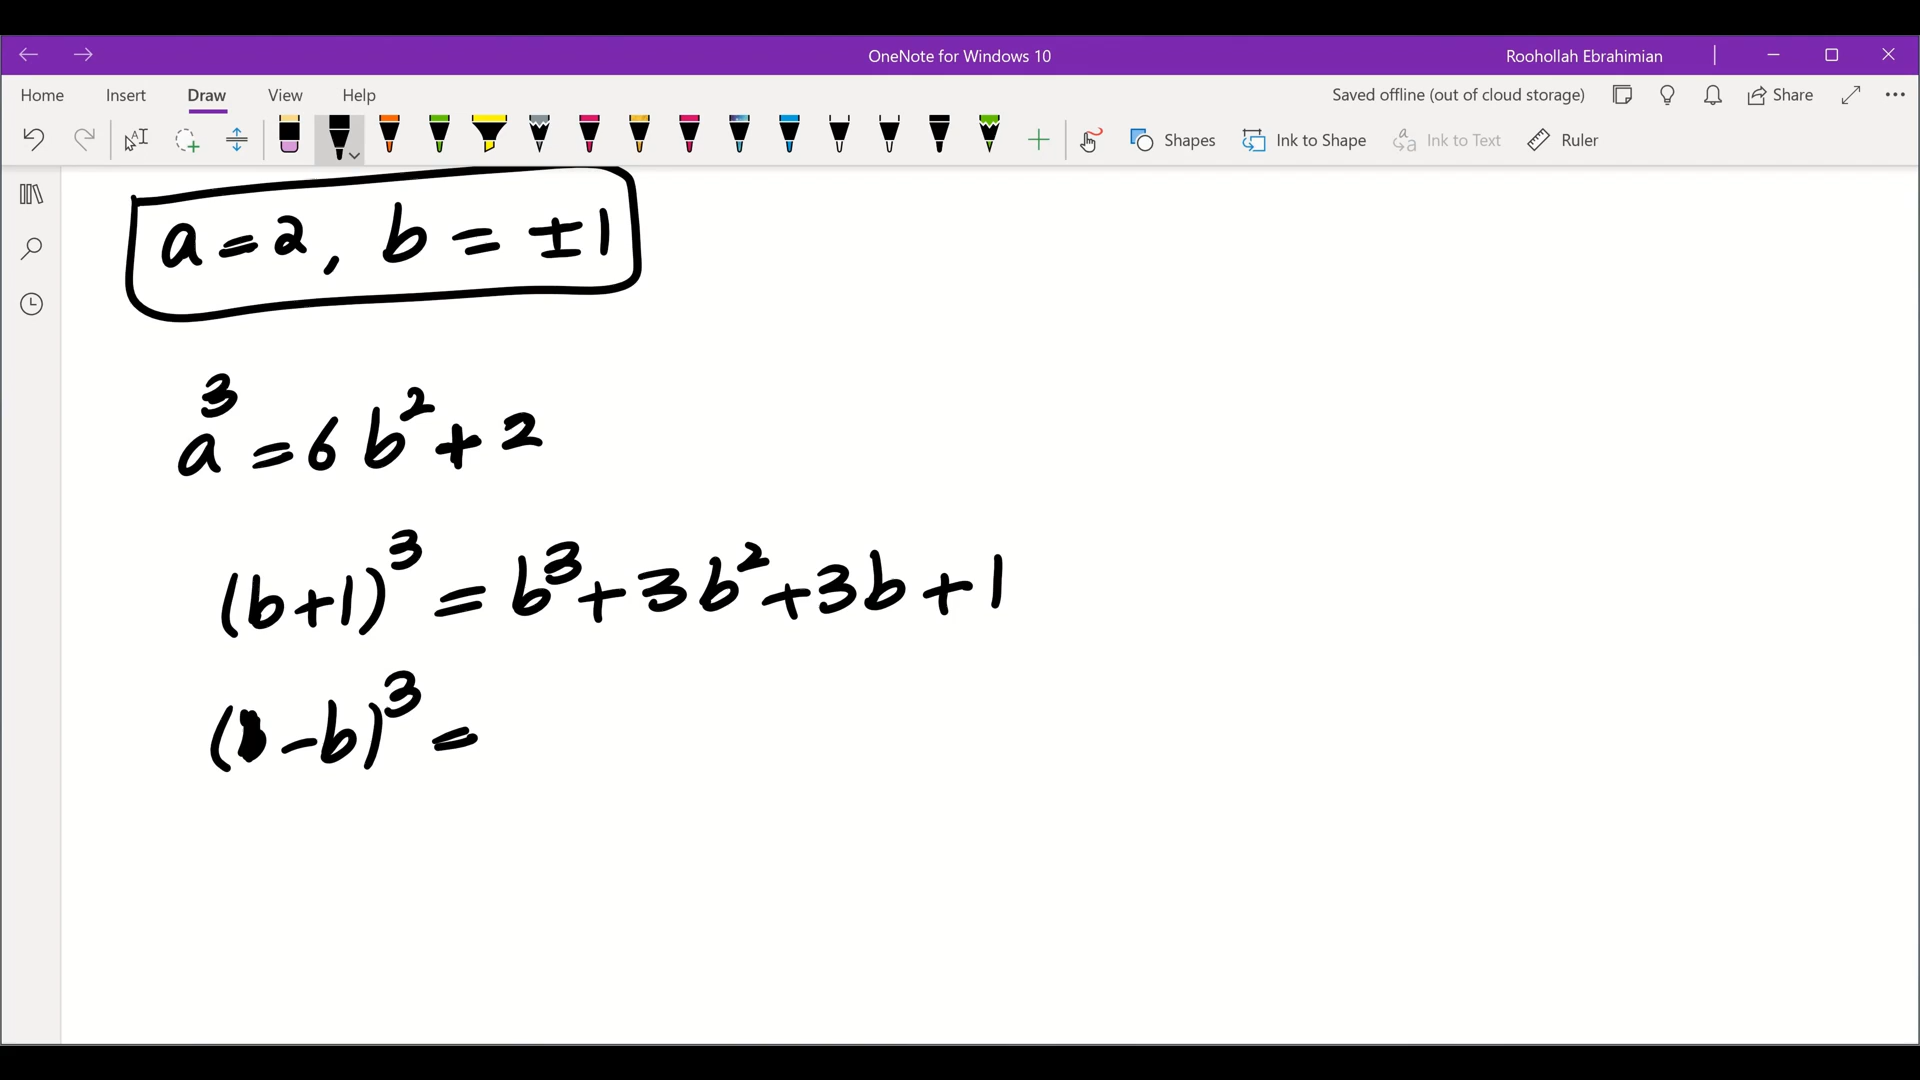 OneNote for Windows 10
Roohollah Ebrahimian
Home Insert Draw View Help
Saved offline (out of cloud storage) Share
Shapes Ink to Shape Ink to Text Ruler
a = 2, b = ±1
a³ = 6b² + 2
(b+1)³ = b³ + 3b² + 3b + 1
(1-b)³ =